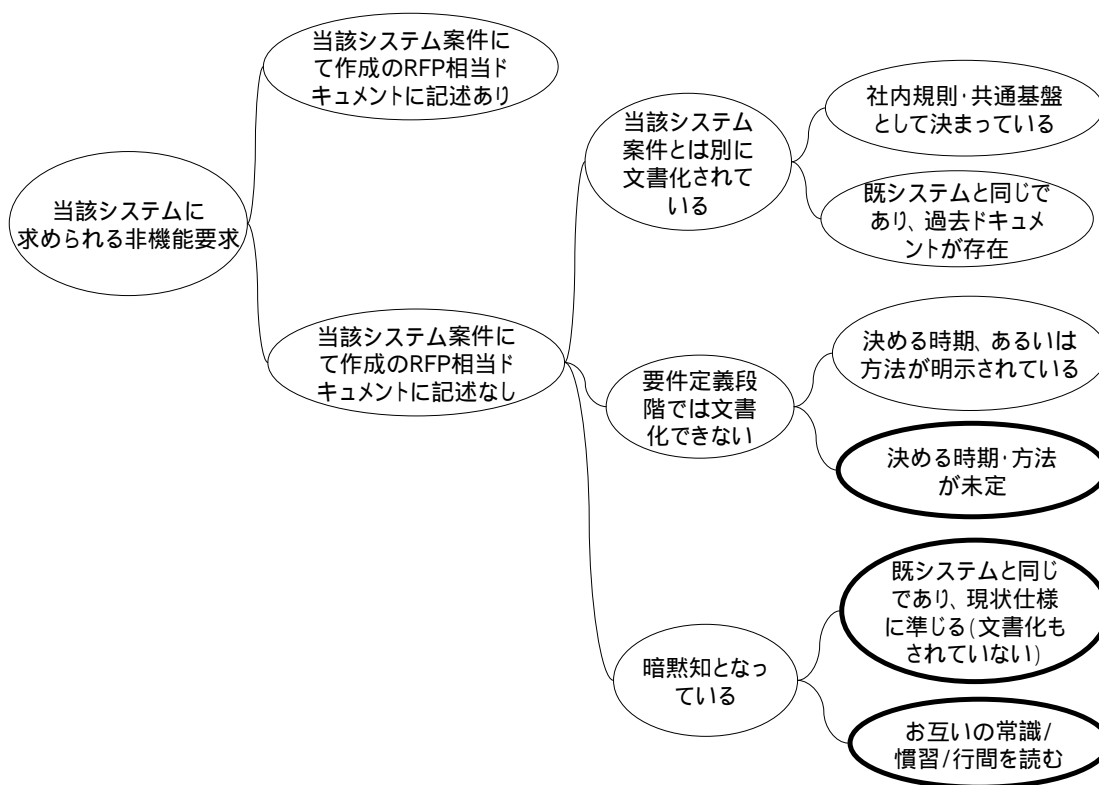 当該システム案件に
て作成のRFP相当ド
キュメントに記述あり
当該システムに
求められる非機能要求
当該システム案件に
て作成のRFP相当ド
キュメントに記述なし
当該システム
案件とは別に
文書化されて
いる
社内規則・共通基盤
として決まっている
既システムと同じで
あり、過去ドキュメ
ントが存在
要件定義段
階では文書
化できない
決める時期、あるいは
方法が明示されている
決める時期・方法
が未定
暗黙知となっ
ている
既システムと同じ
であり、現状仕様
に準じる(文書化も
されていない)
お互いの常識/
慣習/行間を読む